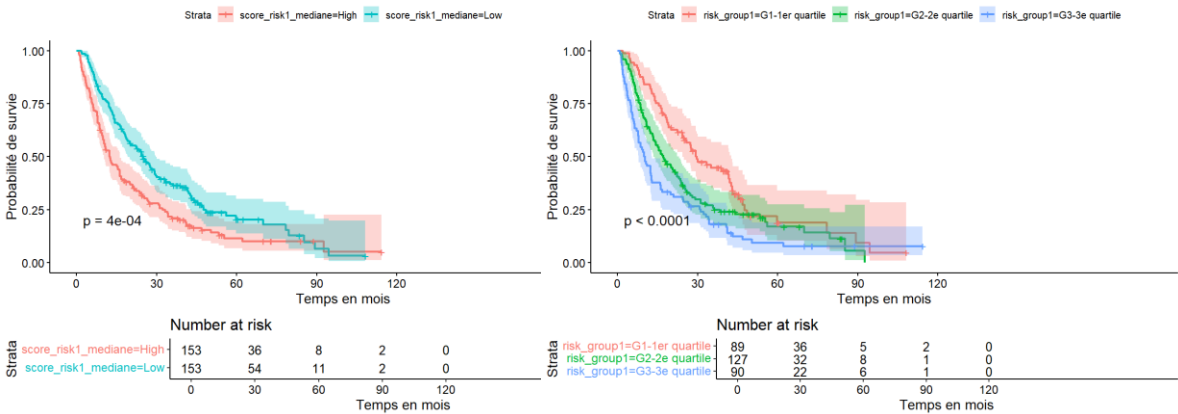 Strata score_risk1_mediane=High score_risk1_mediane=Low
1.00
0.75
0.50
0.25
0.00
Probabilité de survie
p = 4e-04
0 30 60 90 120
Temps en mois
Number at risk
Strata
score_risk1_mediane=High 153 36 8 2 0
score_risk1_mediane=Low 153 54 11 2 0
0 30 60 90 120
Temps en mois
Strata risk_group1=G1-1er quartile risk_group1=G2-2e quartile risk_group1=G3-3e quartile
1.00
0.75
0.50
0.25
0.00
Probabilité de survie
p < 0.0001
0 30 60 90 120
Temps en mois
Number at risk
Strata
risk_group1=G1-1er quartile 89 36 5 2 0
risk_group1=G2-2e quartile 127 32 8 1 0
risk_group1=G3-3e quartile 90 22 6 1 0
0 30 60 90 120
Temps en mois